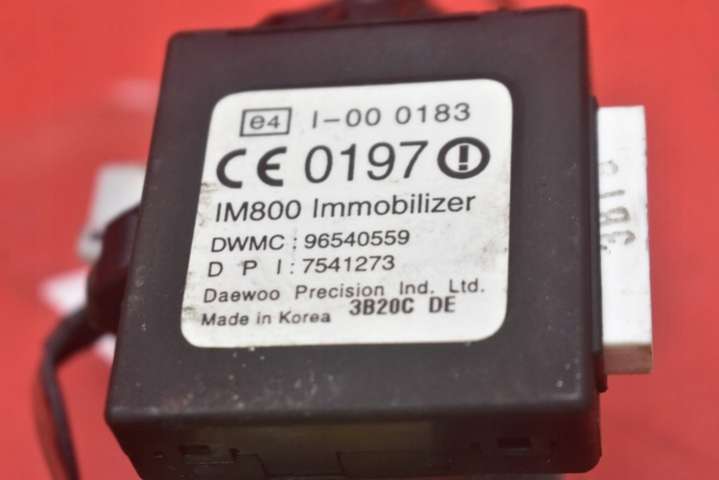 e4 I-00 0183
CE 0197
IM800 Immobilizer
DWMC : 96540559
D P I : 7541273
Daewoo Precision Ind. Ltd.
Made in Korea 3B20C DE